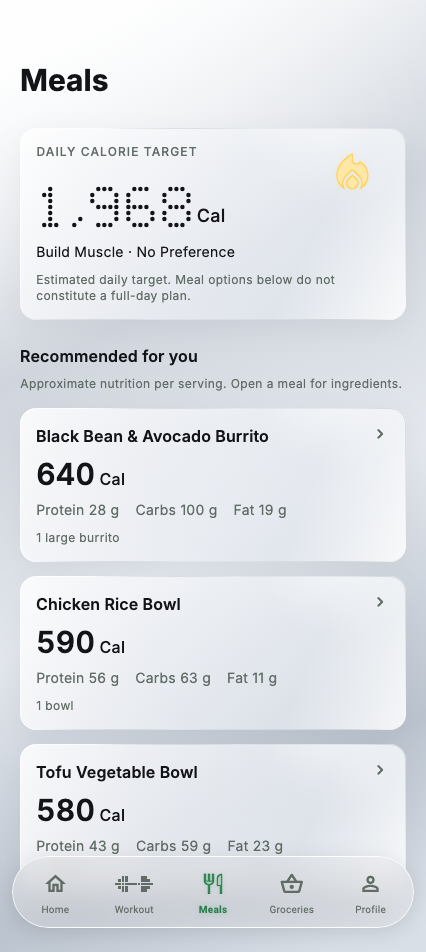 Meals
DAILY CALORIE TARGET
1,968 Cal
Build Muscle · No Preference
Estimated daily target. Meal options below do not
constitute a full-day plan.
Recommended for you
Approximate nutrition per serving. Open a meal for ingredients.
Black Bean & Avocado Burrito
640 Cal
Protein 28 g Carbs 100 g Fat 19 g
1 large burrito
Chicken Rice Bowl
590 Cal
Protein 56 g Carbs 63 g Fat 11 g
1 bowl
Tofu Vegetable Bowl
580 Cal
Protein 43 g Carbs 59 g Fat 23 g
Home Workout Meals Groceries Profile